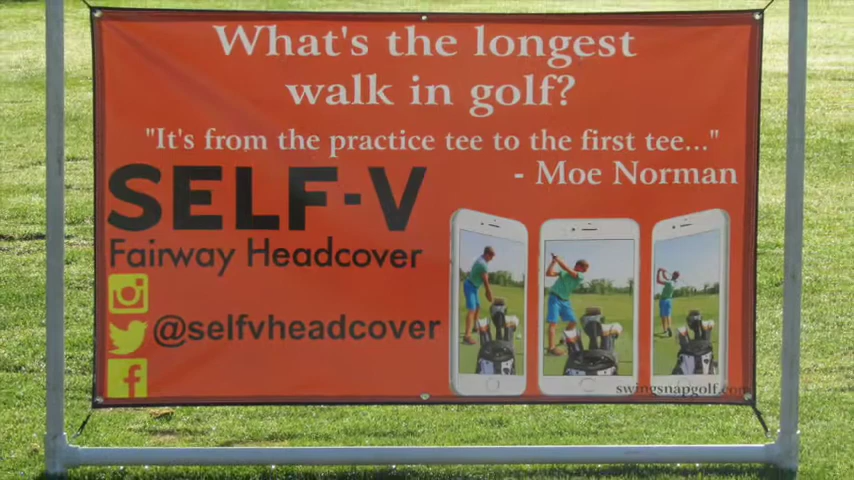 What's the longest
walk in golf?
"It's from the practice tee to the first tee..."
- Moe Norman
SELF-V
Fairway Headcover
@selfvheadcover
swingsnapgolf.com